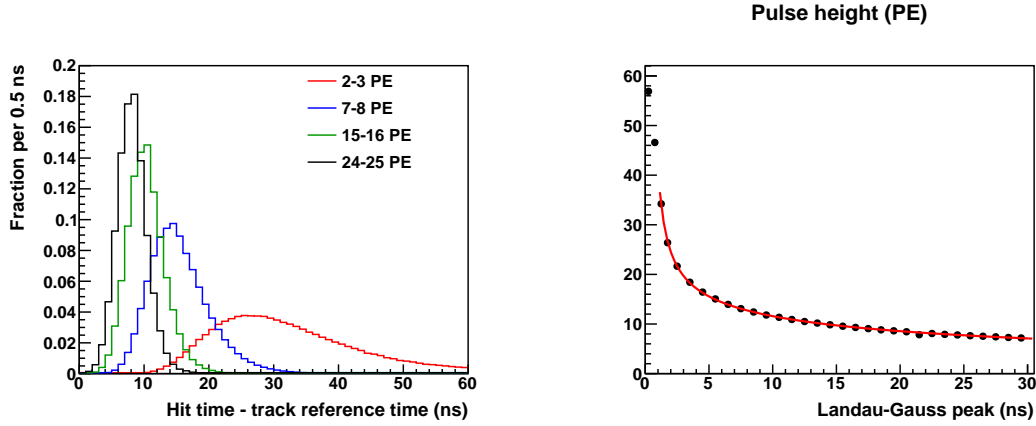 Pulse height (PE)
Fraction per 0.5 ns
0.2
0.18
0.16
0.14
0.12
0.1
0.08
0.06
0.04
0.02
0
2-3 PE
7-8 PE
15-16 PE
24-25 PE
0 10 20 30 40 50 60
Hit time - track reference time (ns)
60
50
40
30
20
10
0
0 5 10 15 20 25 30
Landau-Gauss peak (ns)